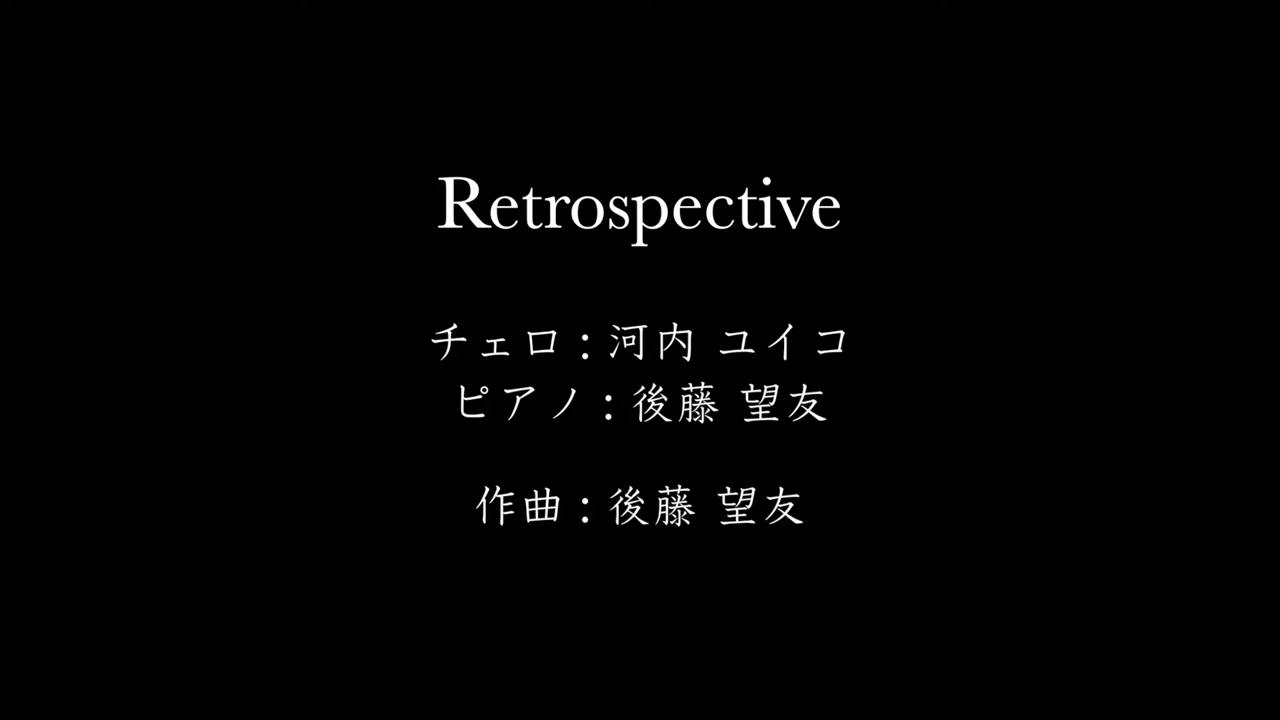 Retrospective
チェロ : 河内 ユイコ
ピアノ : 後藤 望友
作曲 : 後藤 望友